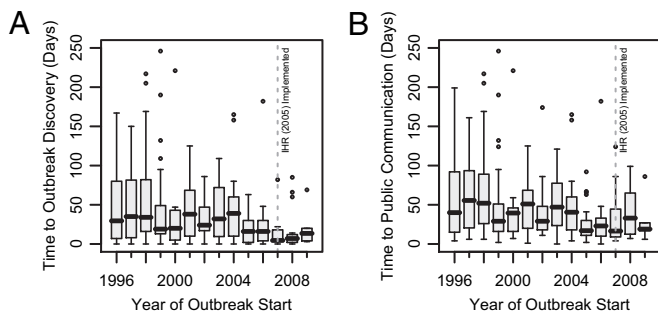 A
Time to Outbreak Discovery (Days)
250
200
150
100
50
0
IHR (2005) Implemented
1996
2000
2004
2008
Year of Outbreak Start
B
Time to Public Communication (Days)
250
200
150
100
50
0
IHR (2005) Implemented
1996
2000
2004
2008
Year of Outbreak Start